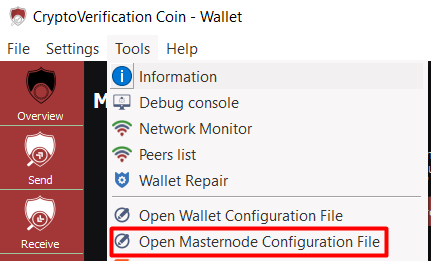 CryptoVerification Coin - Wallet
File Settings Tools Help
Information
Debug console
Network Monitor
Peers list
Wallet Repair
Open Wallet Configuration File
Open Masternode Configuration File
Overview
Send
Receive
M